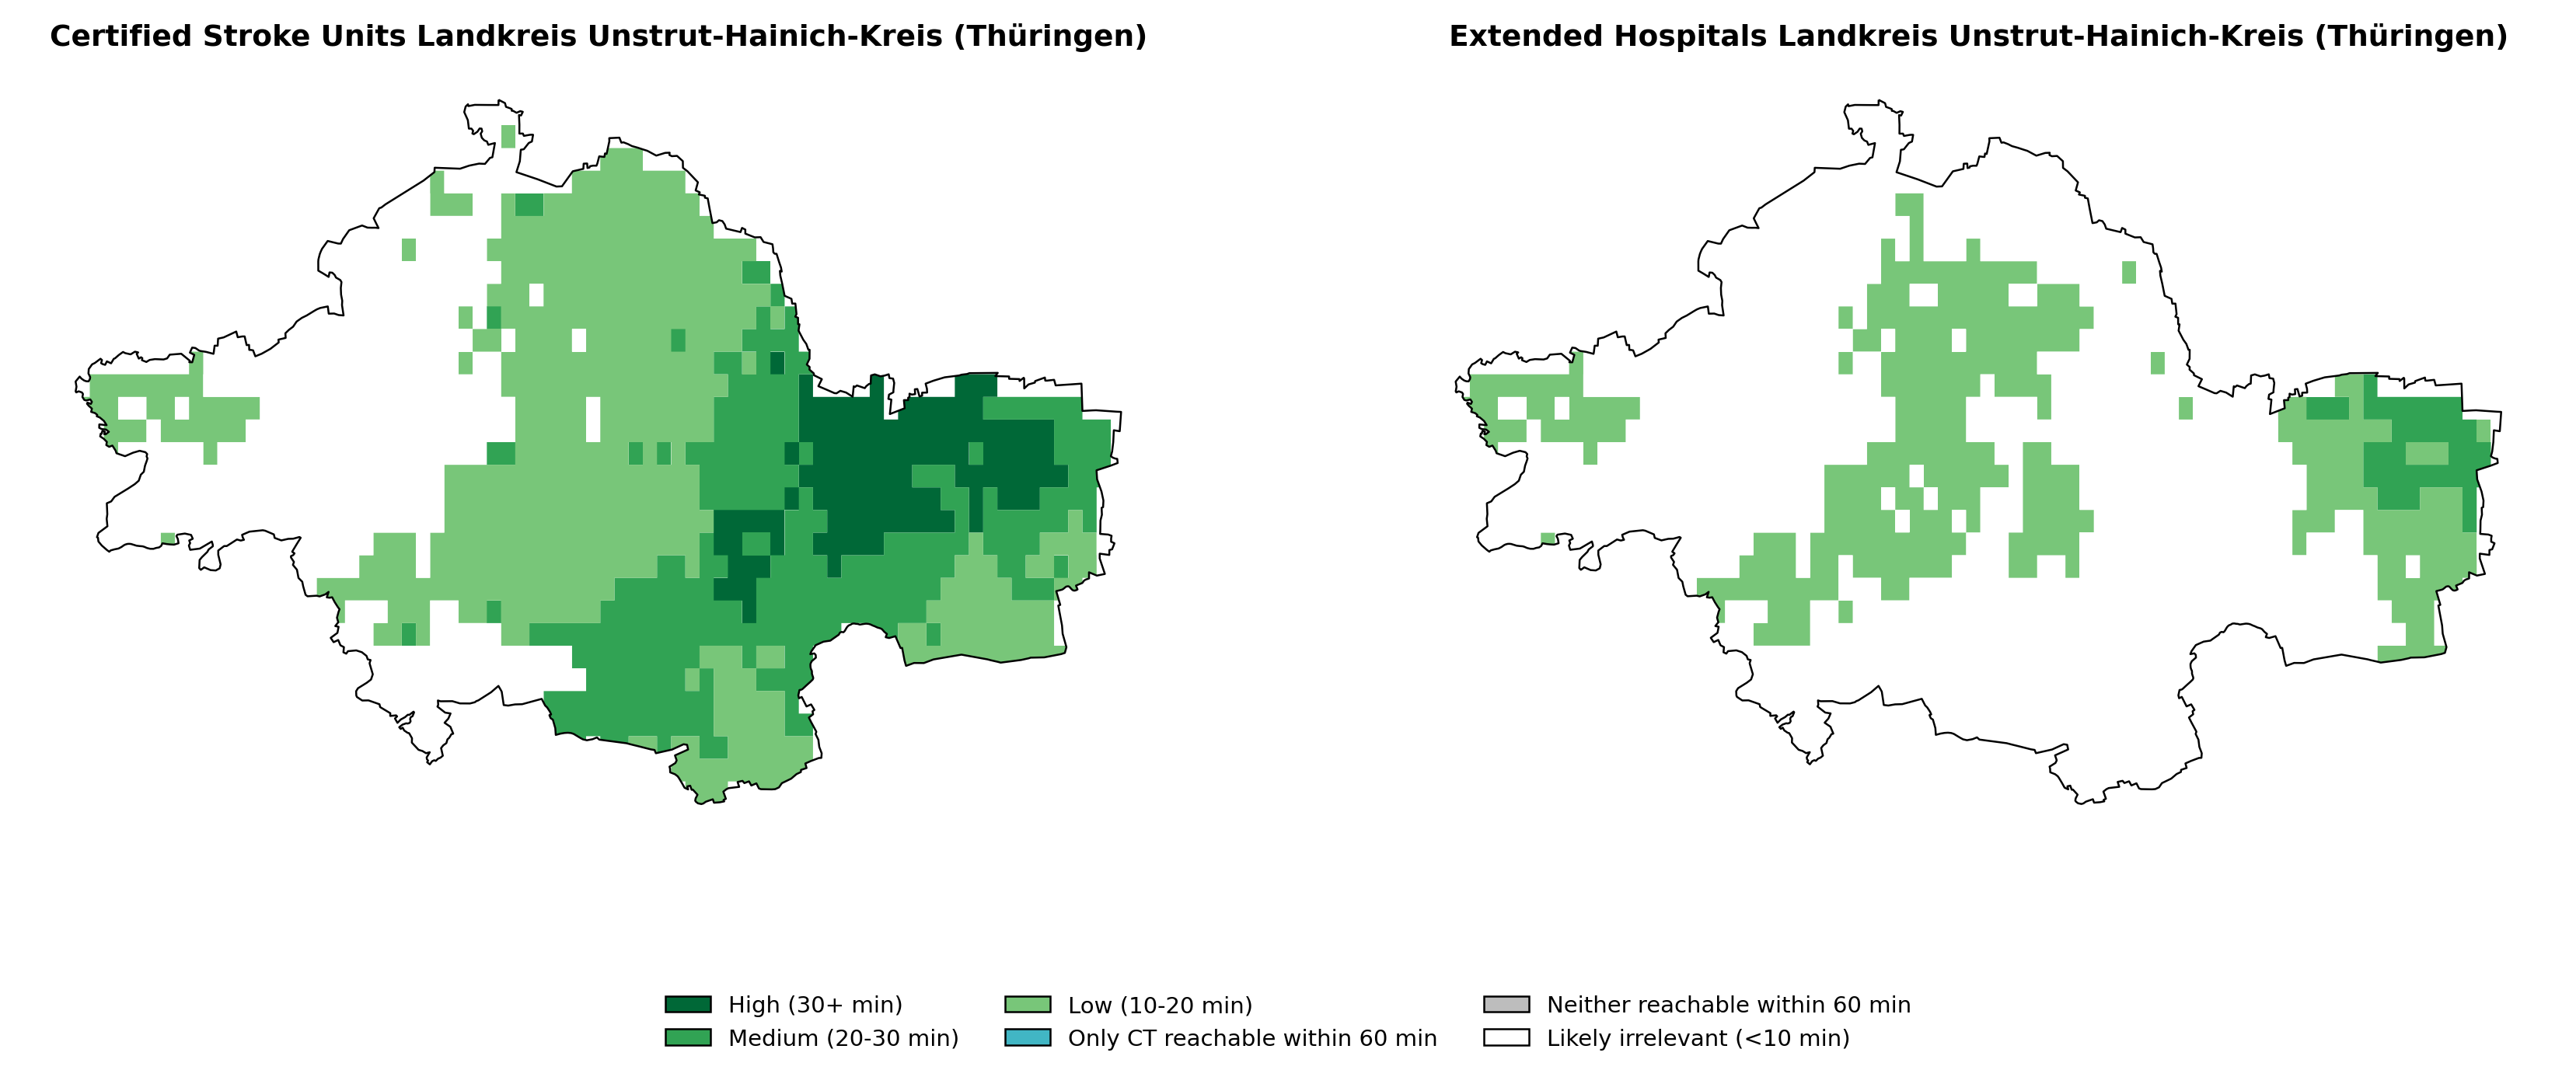 Certified Stroke Units Landkreis Unstrut-Hainich-Kreis (Thüringen)
Extended Hospitals Landkreis Unstrut-Hainich-Kreis (Thüringen)
High (30+ min)
Medium (20-30 min)
Low (10-20 min)
Only CT reachable within 60 min
Neither reachable within 60 min
Likely irrelevant (<10 min)